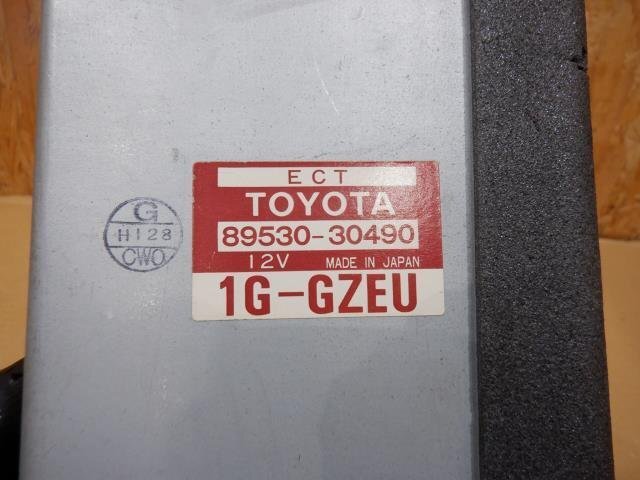 ECT
TOYOTA
89530-30490
12V MADE IN JAPAN
1G-GZEU
G
H128
CWO